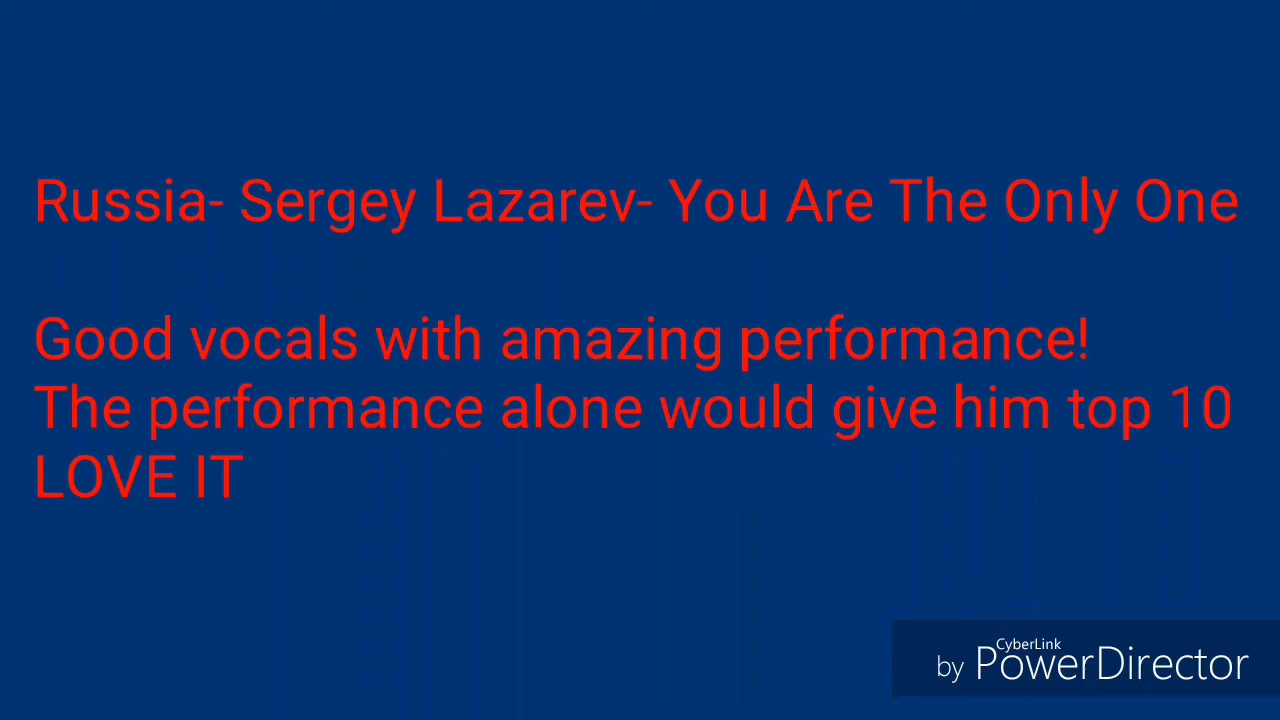 Russia- Sergey Lazarev- You Are The Only One
Good vocals with amazing performance!
The performance alone would give him top 10
LOVE IT
CyberLink
by PowerDirector